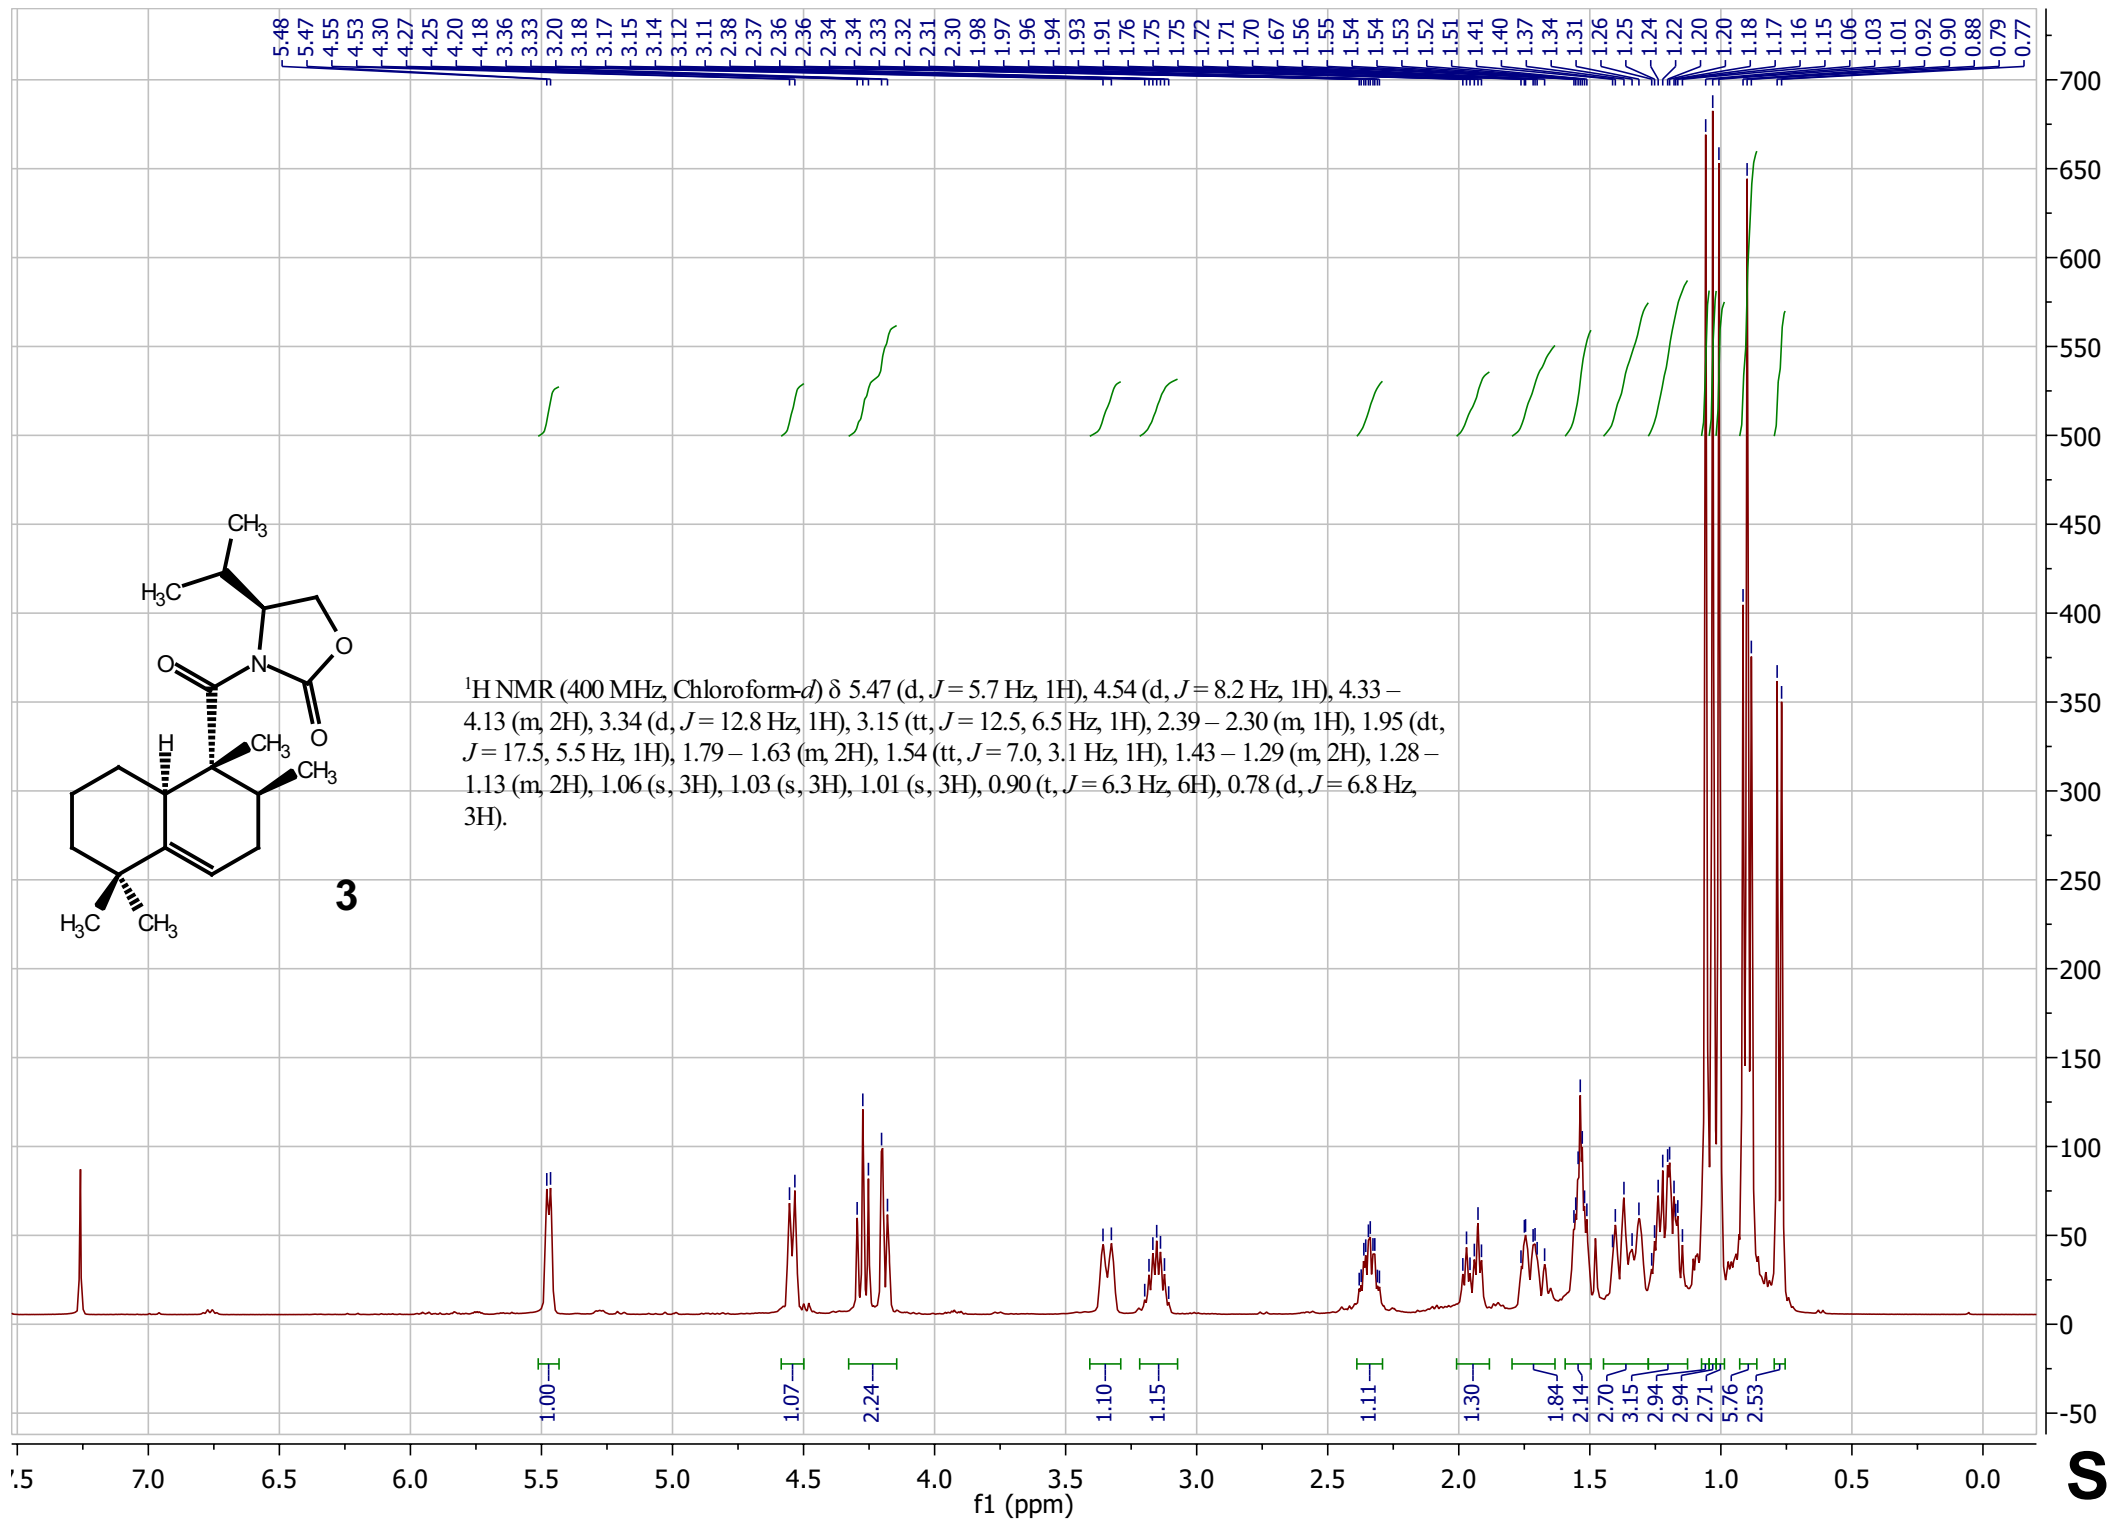 5.48 5.47 4.55 4.53 4.30 4.27 4.25 4.20 4.18 3.36 3.33 3.20 3.18 3.17 3.15 3.14 3.12 3.11 2.38 2.37 2.36 2.36 2.34 2.34 2.33 2.32 2.31 2.30 1.98 1.97 1.96 1.94 1.93 1.91 1.76 1.75 1.75 1.72 1.71 1.70 1.67 1.56 1.55 1.54 1.54 1.53 1.52 1.51 1.41 1.40 1.37 1.34 1.31 1.26 1.25 1.24 1.22 1.20 1.20 1.18 1.17 1.16 1.15 1.06 1.03 1.01 0.92 0.90 0.88 0.79 0.77
700
650
600
550
500
450
400
350
300
250
200
150
100
50
0
-50
CH3
H3C
O
N
O
O
H
CH3
CH3
H3C
CH3
3
¹H NMR (400 MHz, Chloroform-d) δ 5.47 (d, J = 5.7 Hz, 1H), 4.54 (d, J = 8.2 Hz, 1H), 4.33 –
4.13 (m, 2H), 3.34 (d, J = 12.8 Hz, 1H), 3.15 (tt, J = 12.5, 6.5 Hz, 1H), 2.39 – 2.30 (m, 1H), 1.95 (dt,
J = 17.5, 5.5 Hz, 1H), 1.79 – 1.63 (m, 2H), 1.54 (tt, J = 7.0, 3.1 Hz, 1H), 1.43 – 1.29 (m, 2H), 1.28 –
1.13 (m, 2H), 1.06 (s, 3H), 1.03 (s, 3H), 1.01 (s, 3H), 0.90 (t, J = 6.3 Hz, 6H), 0.78 (d, J = 6.8 Hz,
3H).
1.00 1.07 2.24 1.10 1.15 1.11 1.30 1.84 2.14 2.70 3.15 2.94 2.94 2.71 5.76 2.53
.5 7.0 6.5 6.0 5.5 5.0 4.5 4.0 3.5 3.0 2.5 2.0 1.5 1.0 0.5 0.0
f1 (ppm)
S